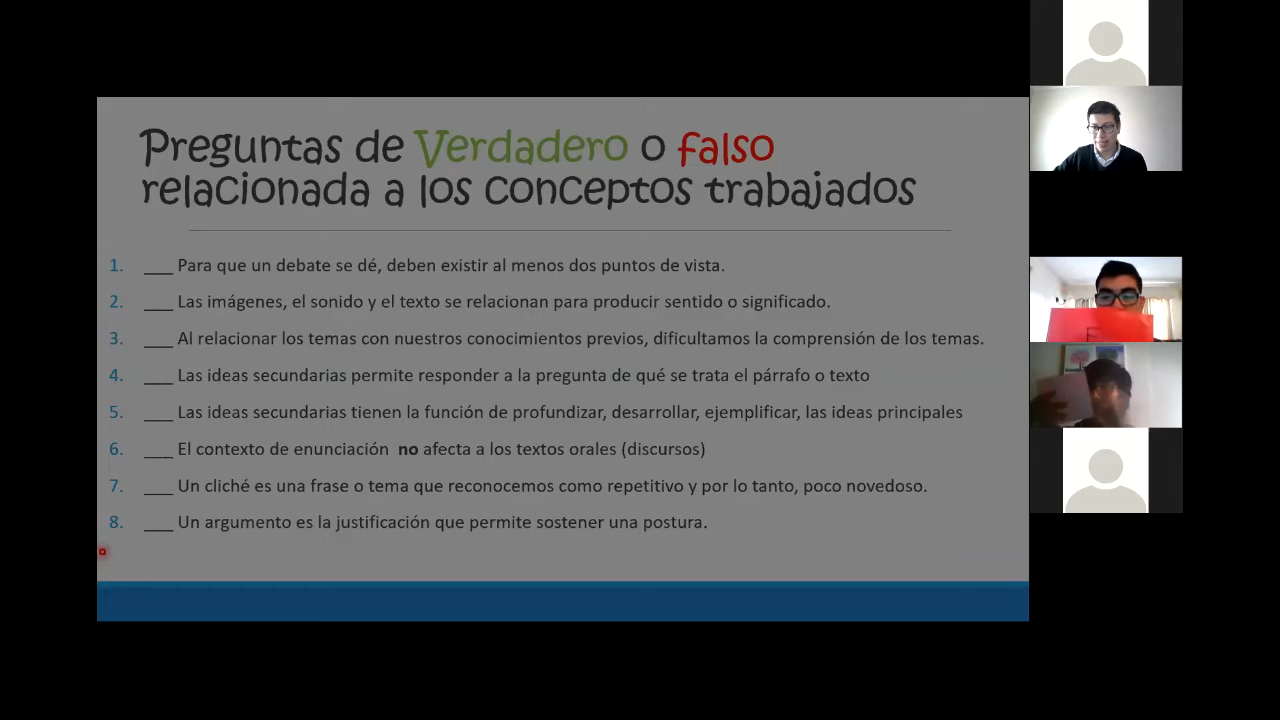 Preguntas de Verdadero o falso
relacionada a los conceptos trabajados
1. ___ Para que un debate se dé, deben existir al menos dos puntos de vista.
2. ___ Las imágenes, el sonido y el texto se relacionan para producir sentido o significado.
3. ___ Al relacionar los temas con nuestros conocimientos previos, dificultamos la comprensión de los temas.
4. ___ Las ideas secundarias permite responder a la pregunta de qué se trata el párrafo o texto
5. ___ Las ideas secundarias tienen la función de profundizar, desarrollar, ejemplificar, las ideas principales
6. ___ El contexto de enunciación no afecta a los textos orales (discursos)
7. ___ Un cliché es una frase o tema que reconocemos como repetitivo y por lo tanto, poco novedoso.
8. ___ Un argumento es la justificación que permite sostener una postura.